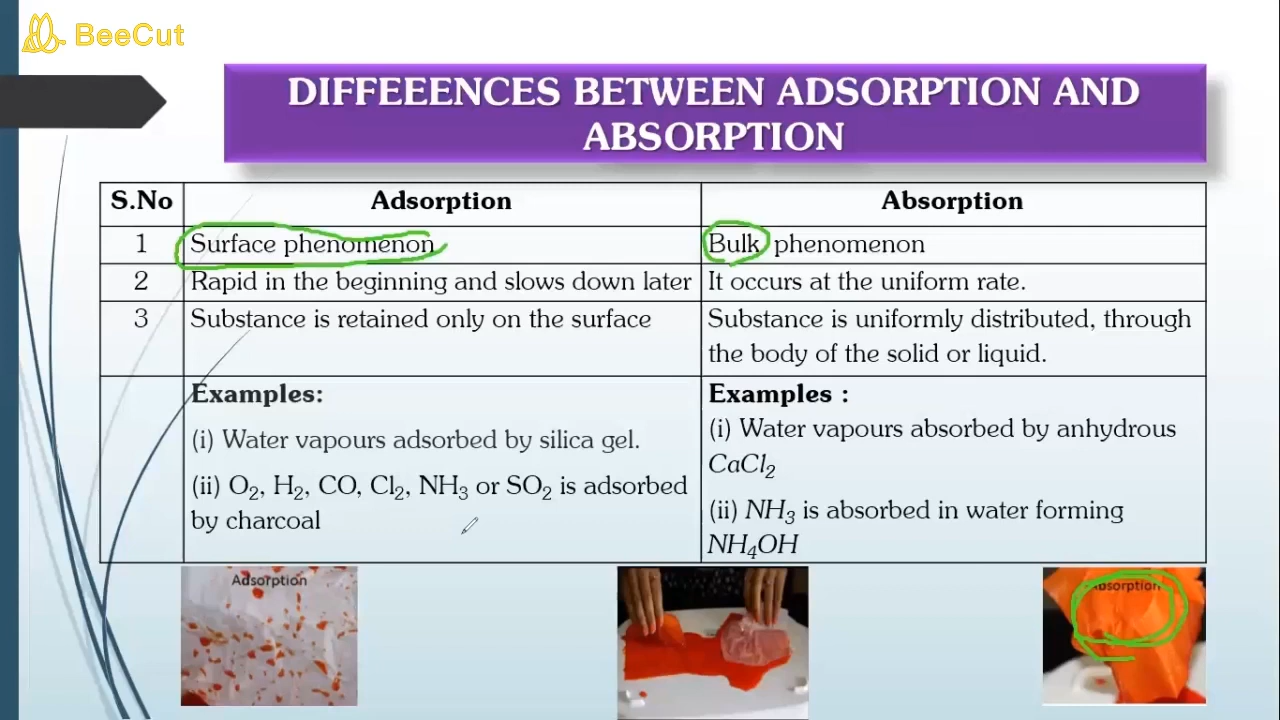 BeeCut
DIFFEEENCES BETWEEN ADSORPTION AND
ABSORPTION
S.No
Adsorption
Absorption
1
Surface phenomenon
Bulk phenomenon
2
Rapid in the beginning and slows down later
It occurs at the uniform rate.
3
Substance is retained only on the surface
Substance is uniformly distributed, through
the body of the solid or liquid.
Examples:
(i) Water vapours adsorbed by silica gel.
(ii) O₂, H₂, CO, Cl₂, NH₃ or SO₂ is adsorbed
by charcoal
Examples :
(i) Water vapours absorbed by anhydrous
CaCl₂
(ii) NH₃ is absorbed in water forming
NH₄OH
Adsorption
Absorption